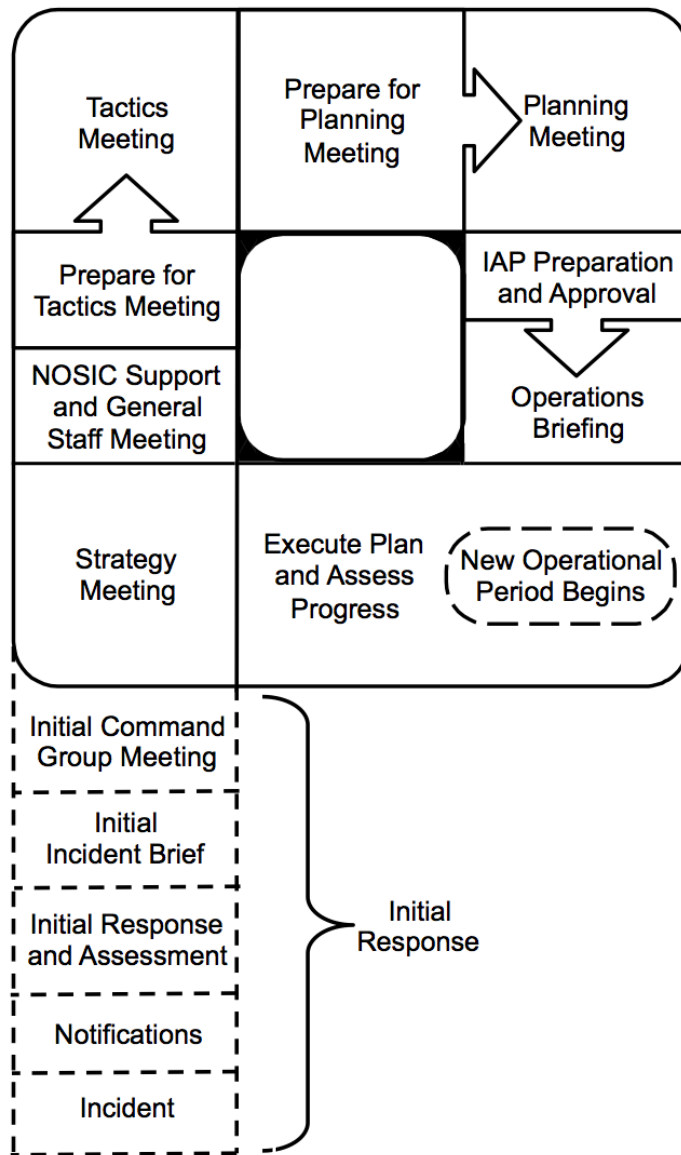 Tactics
Meeting
Prepare for
Planning
Meeting
Planning
Meeting
Prepare for
Tactics Meeting
IAP Preparation
and Approval
NOSIC Support
and General
Staff Meeting
Operations
Briefing
Strategy
Meeting
Execute Plan
and Assess
Progress
New Operational
Period Begins
Initial Command
Group Meeting
Initial
Incident Brief
Initial Response
and Assessment
Initial
Response
Notifications
Incident